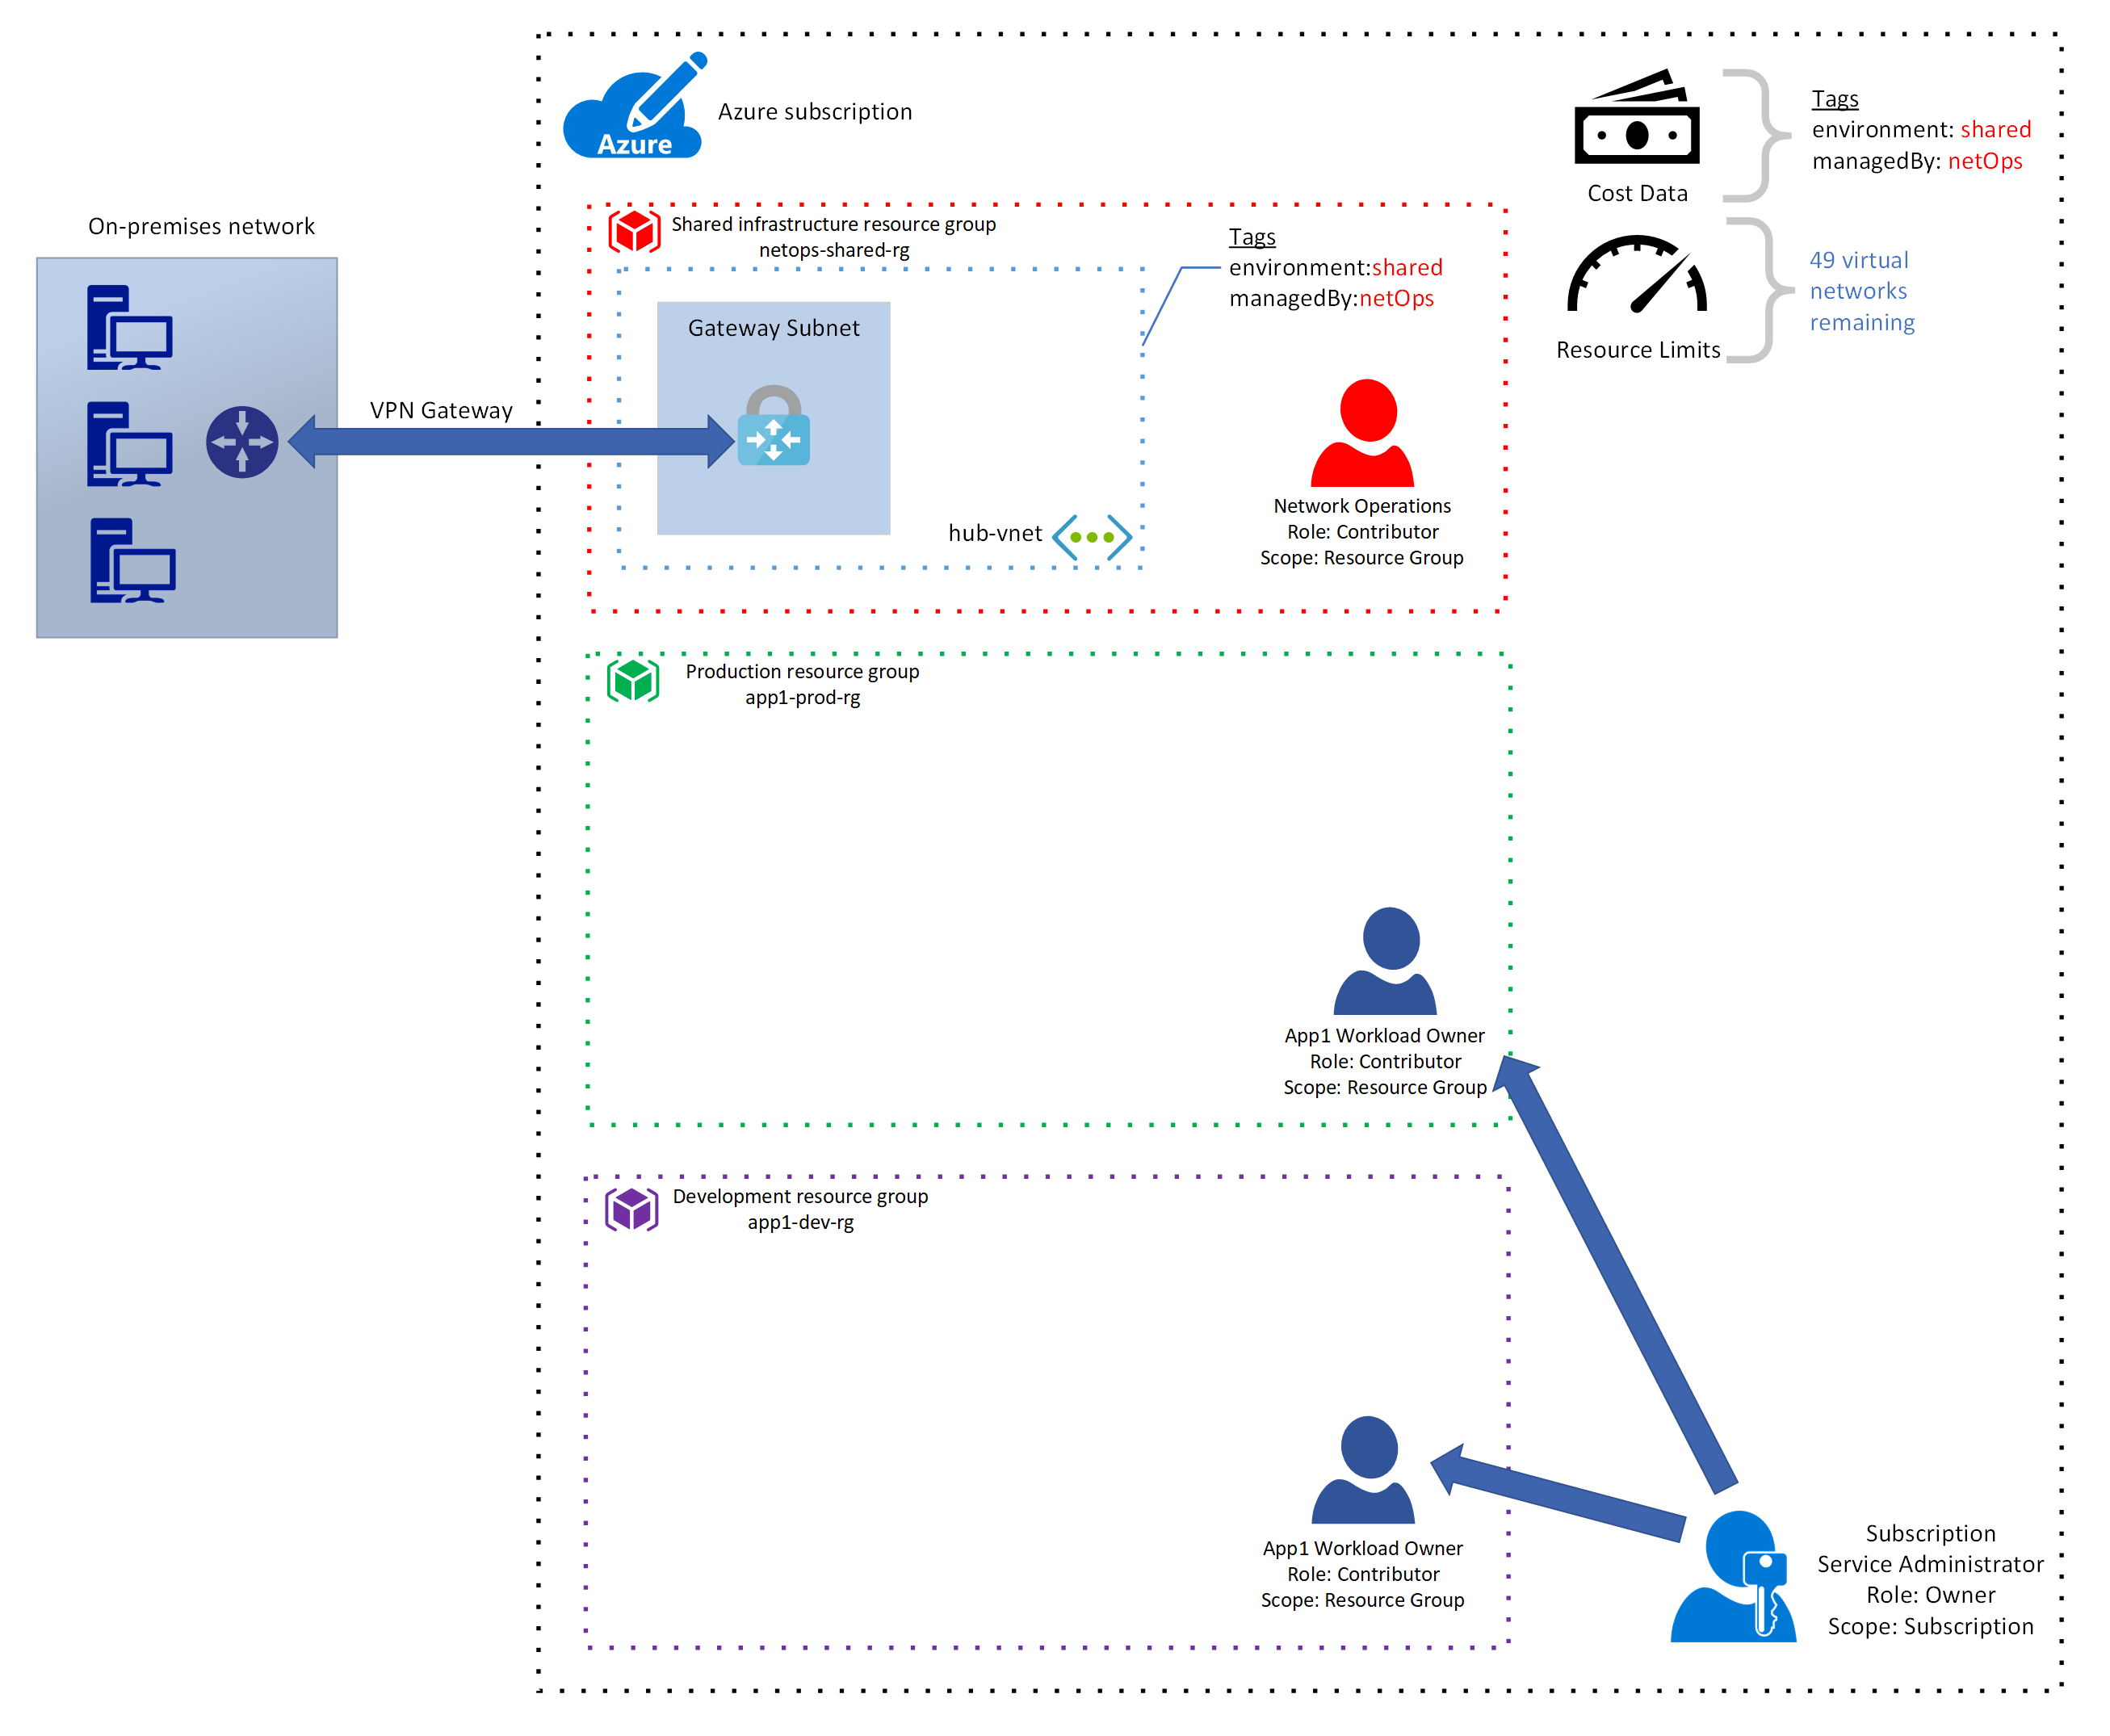 Azure
Azure subscription
Cost Data
Tags
environment: shared
managedBy: netOps
Resource Limits
49 virtual
networks
remaining
On-premises network
VPN Gateway
Shared infrastructure resource group
netops-shared-rg
Tags
environment:shared
managedBy:netOps
Gateway Subnet
hub-vnet
Network Operations
Role: Contributor
Scope: Resource Group
Production resource group
app1-prod-rg
App1 Workload Owner
Role: Contributor
Scope: Resource Group
Development resource group
app1-dev-rg
App1 Workload Owner
Role: Contributor
Scope: Resource Group
Subscription
Service Administrator
Role: Owner
Scope: Subscription